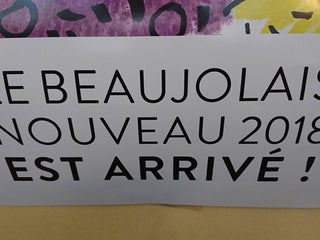 LE BEAUJOLAIS
NOUVEAU 2018
EST ARRIVÉ !